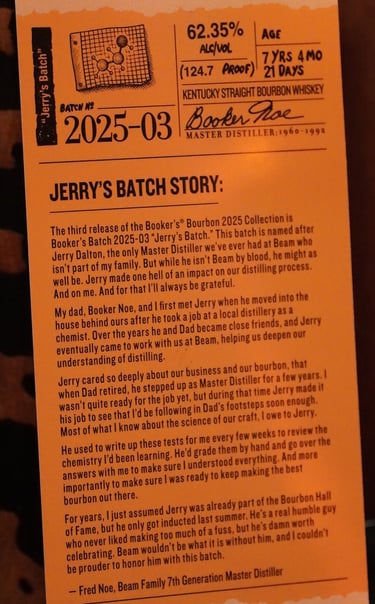 "Jerry's Batch"
BATCH Nº
2025-03
62.35%
ALC/VOL
(124.7 PROOF)
AGE
7 YRS 4 MO
21 DAYS
KENTUCKY STRAIGHT BOURBON WHISKEY
Booker Noe
MASTER DISTILLER: 1960-1992
JERRY'S BATCH STORY:
The third release of the Booker's® Bourbon 2025 Collection is
Booker's Batch 2025-03 "Jerry's Batch." This batch is named after
Jerry Dalton, the only Master Distiller we've ever had at Beam who
isn't part of my family. But while he isn't Beam by blood, he might as
well be. Jerry made one hell of an impact on our distilling process.
And on me. And for that I'll always be grateful.
My dad, Booker Noe, and I first met Jerry when he moved into the
house behind ours after he took a job at a local distillery as a
chemist. Over the years he and Dad became close friends, and Jerry
eventually came to work with us at Beam, helping us deepen our
understanding of distilling.
Jerry cared so deeply about our business and our bourbon, that
when Dad retired, he stepped up as Master Distiller for a few years. I
wasn't quite ready for the job yet, but during that time Jerry made it
his job to see that I'd be following in Dad's footsteps soon enough.
Most of what I know about the science of our craft, I owe to Jerry.
He used to write up these tests for me every few weeks to review the
chemistry I'd been learning. He'd grade them by hand and go over the
answers with me to make sure I understood everything. And more
importantly to make sure I was ready to keep making the best
bourbon out there.
For years, I just assumed Jerry was already part of the Bourbon Hall
of Fame, but he only got inducted last summer. He's a real humble guy
who never liked making too much of a fuss, but he's damn worth
celebrating. Beam wouldn't be what it is without him, and I couldn't
be prouder to honor him with this batch.
— Fred Noe, Beam Family 7th Generation Master Distiller